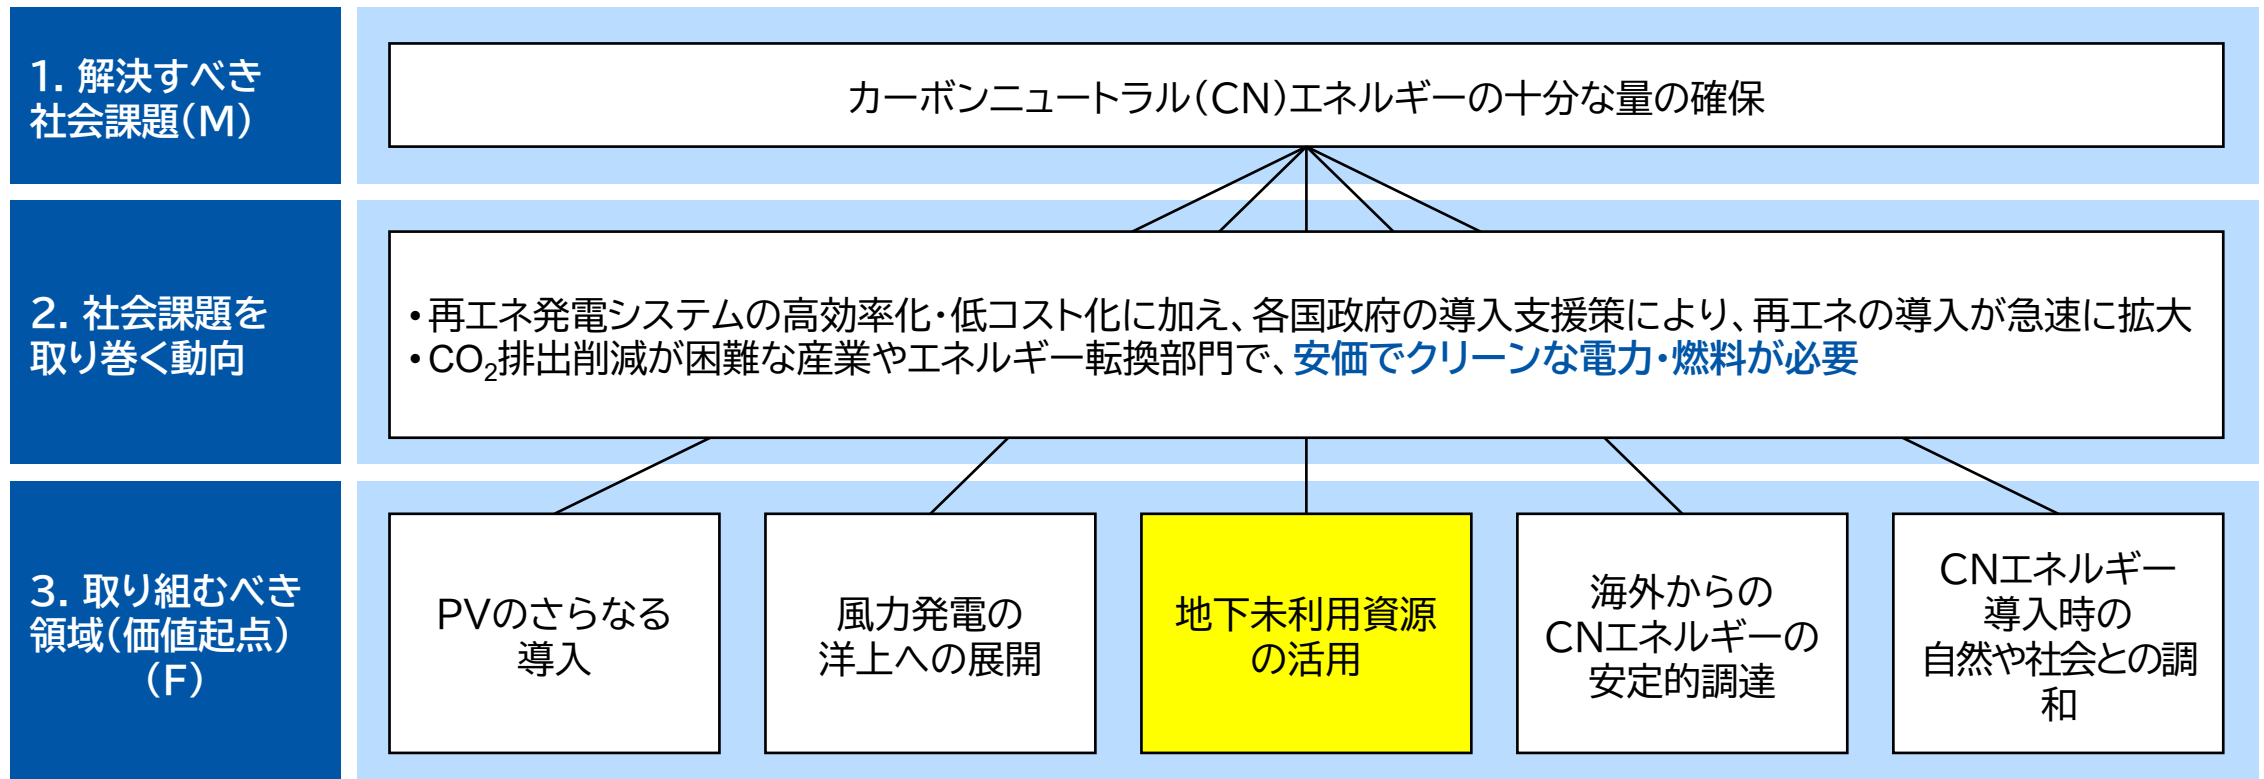 1. 解決すべき
社会課題(M)
カーボンニュートラル(CN)エネルギーの十分な量の確保
2. 社会課題を
取り巻く動向
・再エネ発電システムの高効率化・低コスト化に加え、各国政府の導入支援策により、再エネの導入が急速に拡大
・CO₂排出削減が困難な産業やエネルギー転換部門で、安価でクリーンな電力・燃料が必要
3. 取り組むべき
領域(価値起点)
(F)
PVのさらなる
導入
風力発電の
洋上への展開
地下未利用資源
の活用
海外からの
CNエネルギーの
安定的調達
CNエネルギー
導入時の
自然や社会との調
和